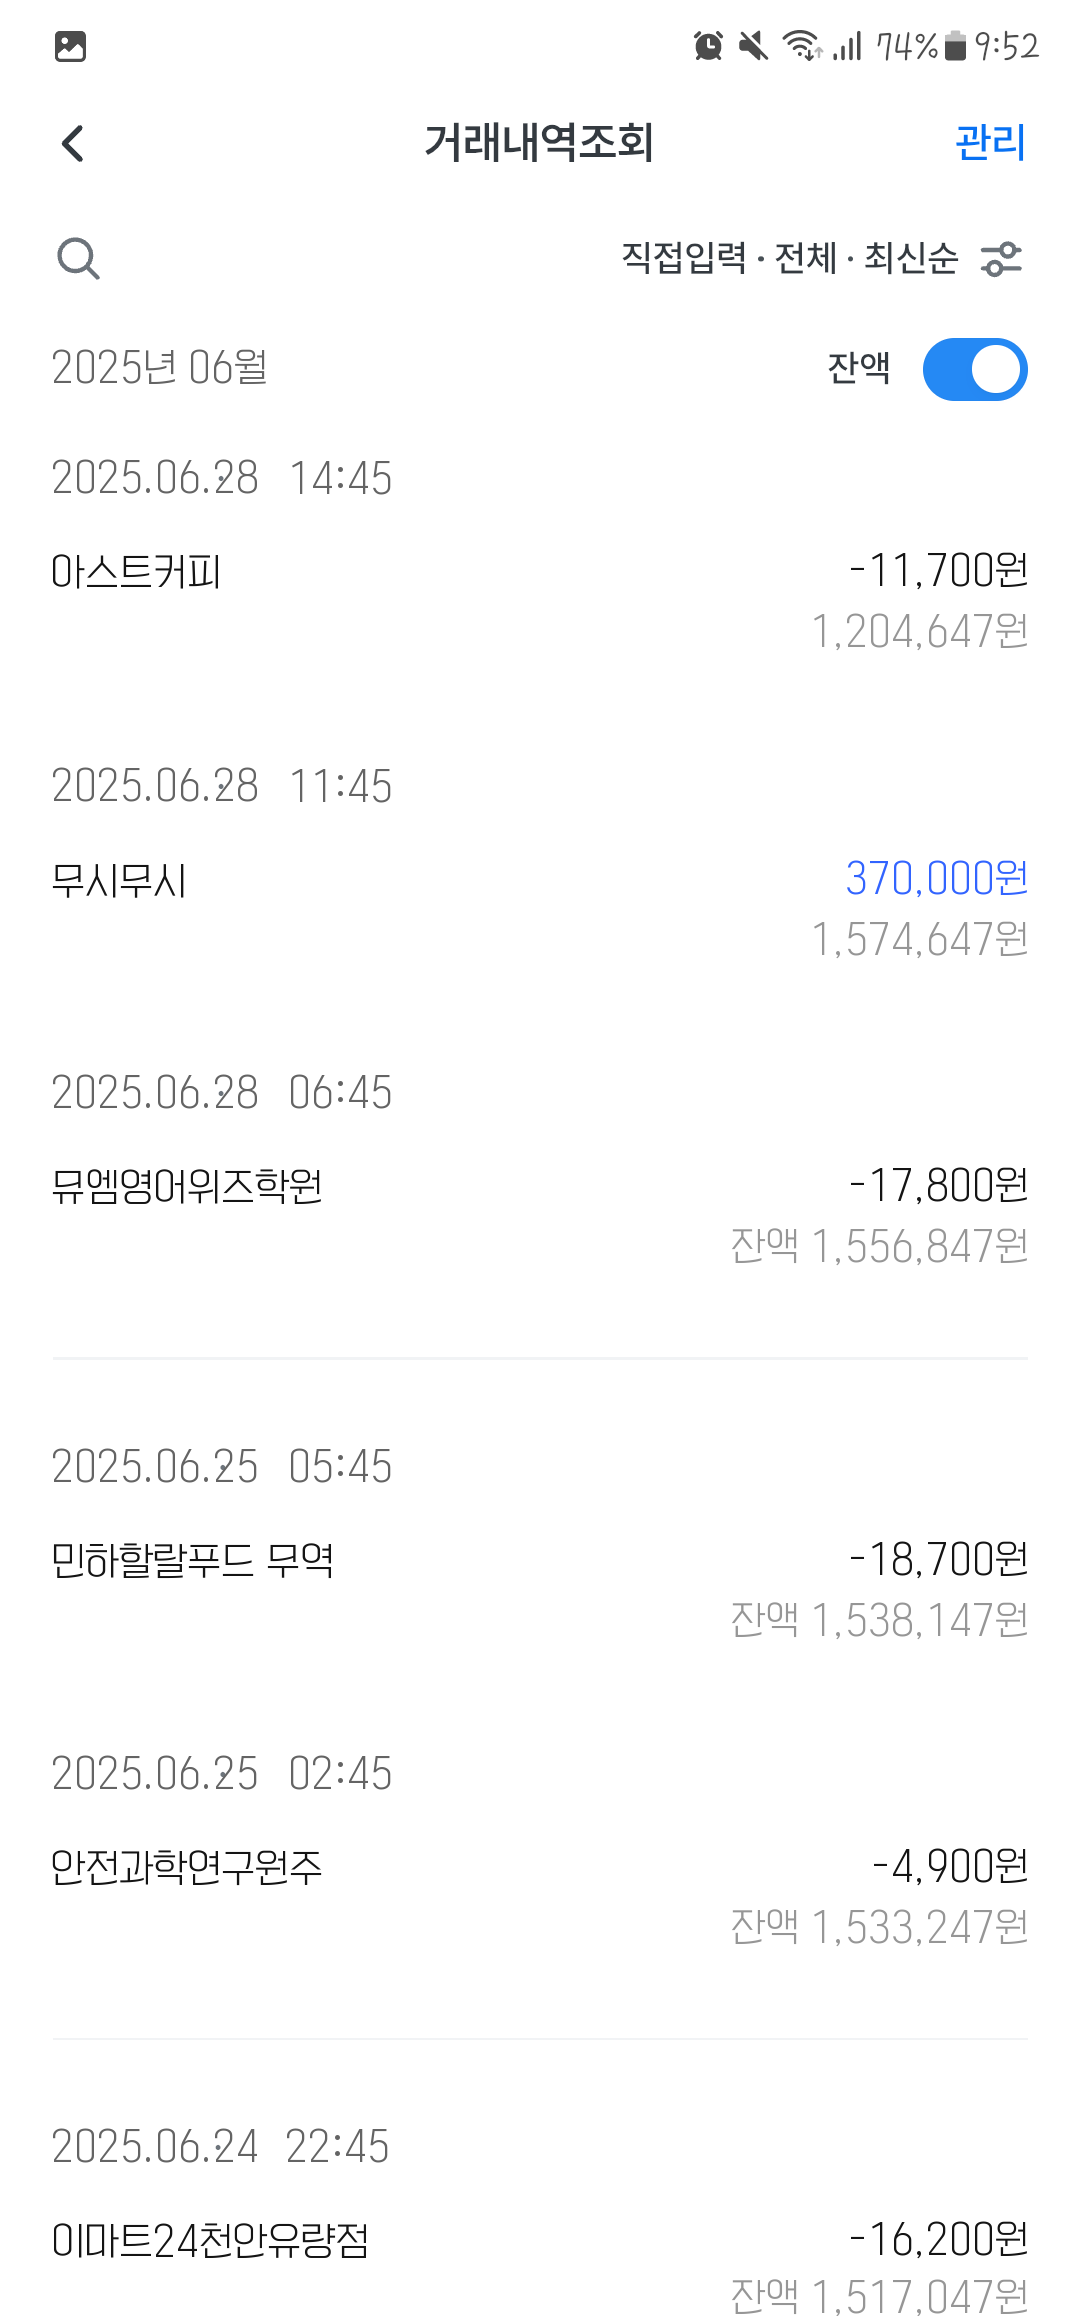 74% 9:52
거래내역조회 관리
직접입력 · 전체 · 최신순
2025년 06월 잔액
2025.06.28 14:45
아스트커피 -11,700원
1,204,647원
2025.06.28 11:45
무시무시 370,000원
1,574,647원
2025.06.28 06:45
뮤엠영어위즈학원 -17,800원
잔액 1,556,847원
2025.06.25 05:45
민하할랄푸드 무역 -18,700원
잔액 1,538,147원
2025.06.25 02:45
안전과학연구원주 -4,900원
잔액 1,533,247원
2025.06.24 22:45
이마트24천안유량점 -16,200원
잔액 1,517,047원